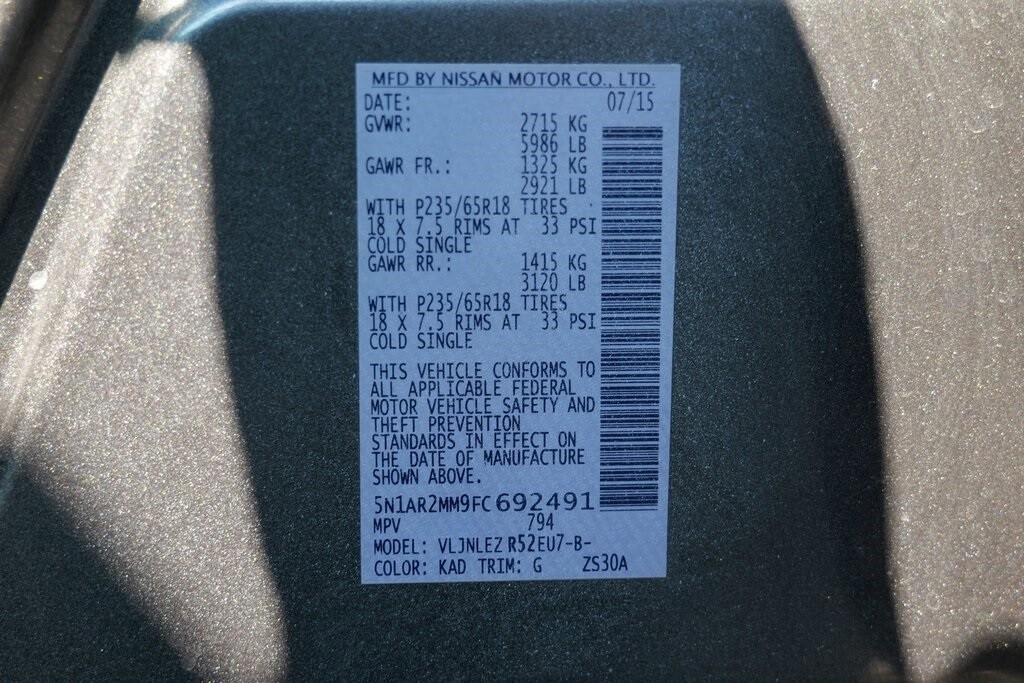 MFD BY NISSAN MOTOR CO., LTD.
DATE: 07/15
GVWR: 2715 KG
5986 LB
GAWR FR.: 1325 KG
2921 LB
WITH P235/65R18 TIRES
18 X 7.5 RIMS AT 33 PSI
COLD SINGLE
GAWR RR.: 1415 KG
3120 LB
WITH P235/65R18 TIRES
18 X 7.5 RIMS AT 33 PSI
COLD SINGLE
THIS VEHICLE CONFORMS TO
ALL APPLICABLE FEDERAL
MOTOR VEHICLE SAFETY AND
THEFT PREVENTION
STANDARDS IN EFFECT ON
THE DATE OF MANUFACTURE
SHOWN ABOVE.
5N1AR2MM9FC692491
MPV 794
MODEL: VLJNLEZ R52EU7-B-
COLOR: KAD TRIM: G ZS30A